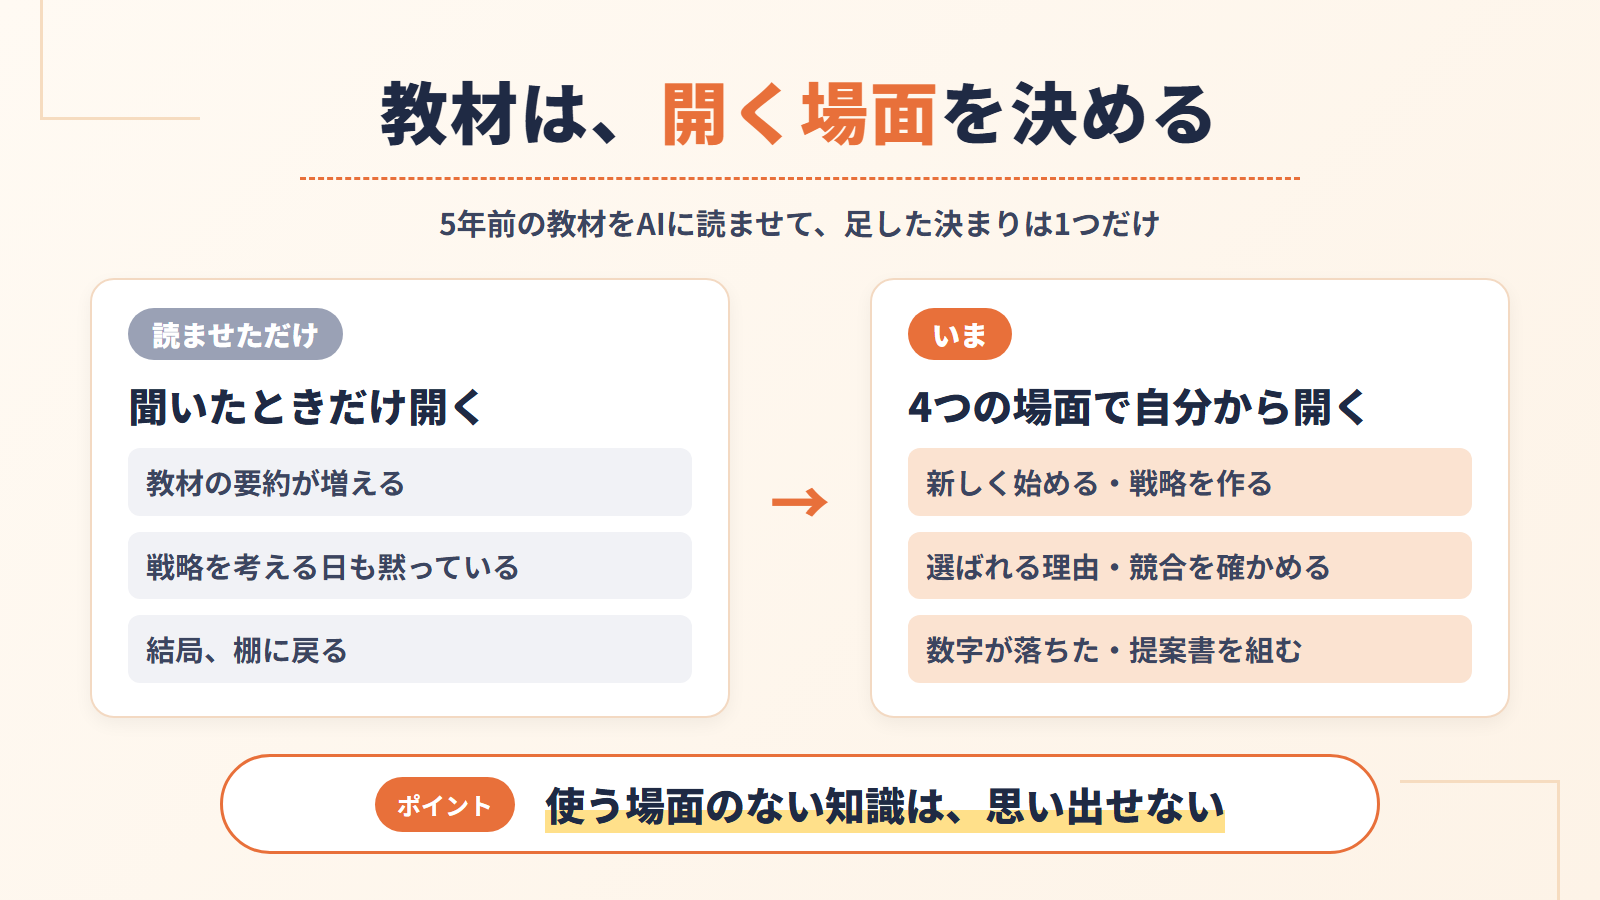 教材は、開く場面を決める
5年前の教材をAIに読ませて、足した決まりは1つだけ
読ませただけ
聞いたときだけ開く
教材の要約が増える
戦略を考える日も黙っている
結局、棚に戻る
→
いま
4つの場面で自分から開く
新しく始める・戦略を作る
選ばれる理由・競合を確かめる
数字が落ちた・提案書を組む
ポイント
使う場面のない知識は、思い出せない